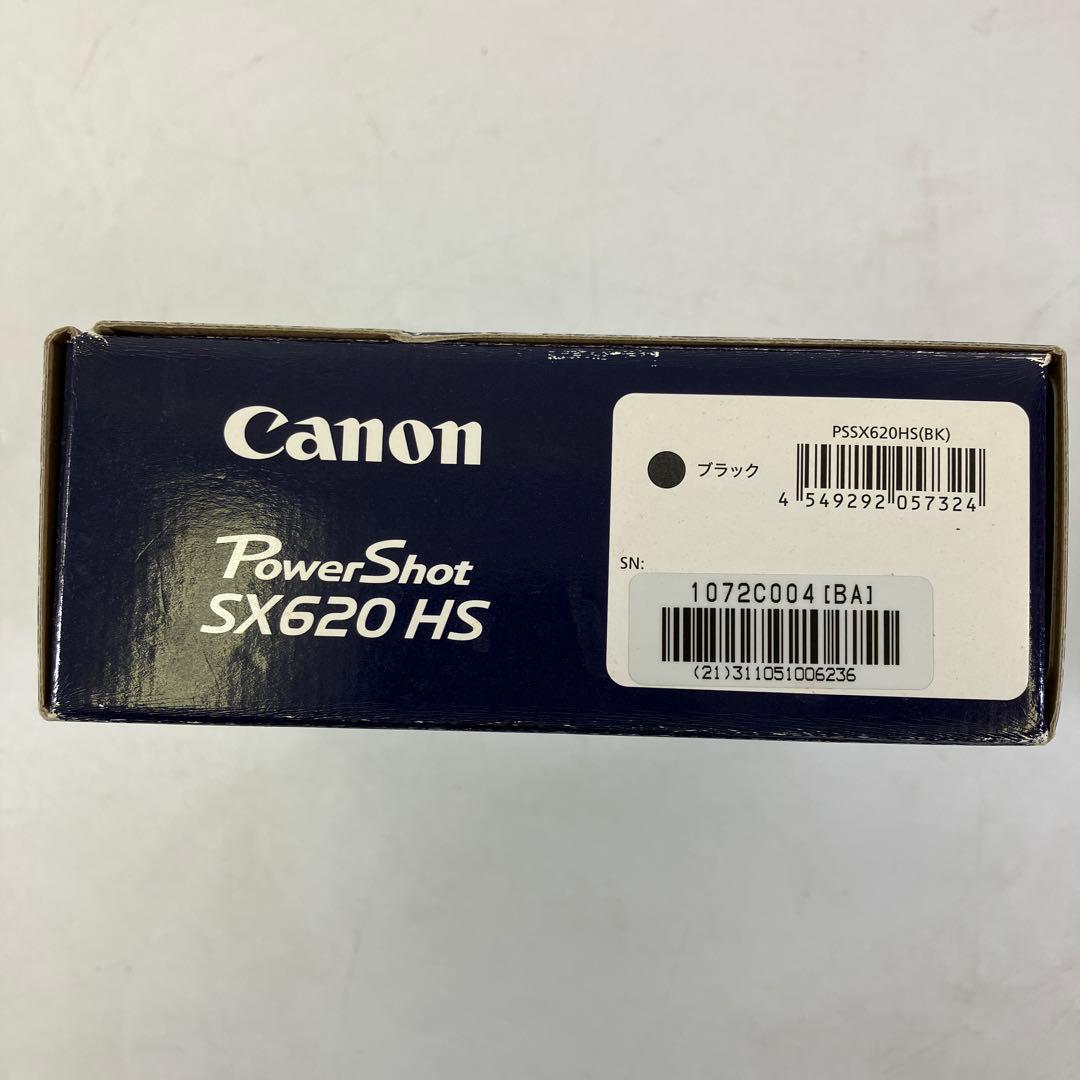 Canon
PowerShot
SX620 HS
PSSX620HS(BK)
ブラック
4 549292 057324
SN:
1072C004[BA]
(21)311051006236